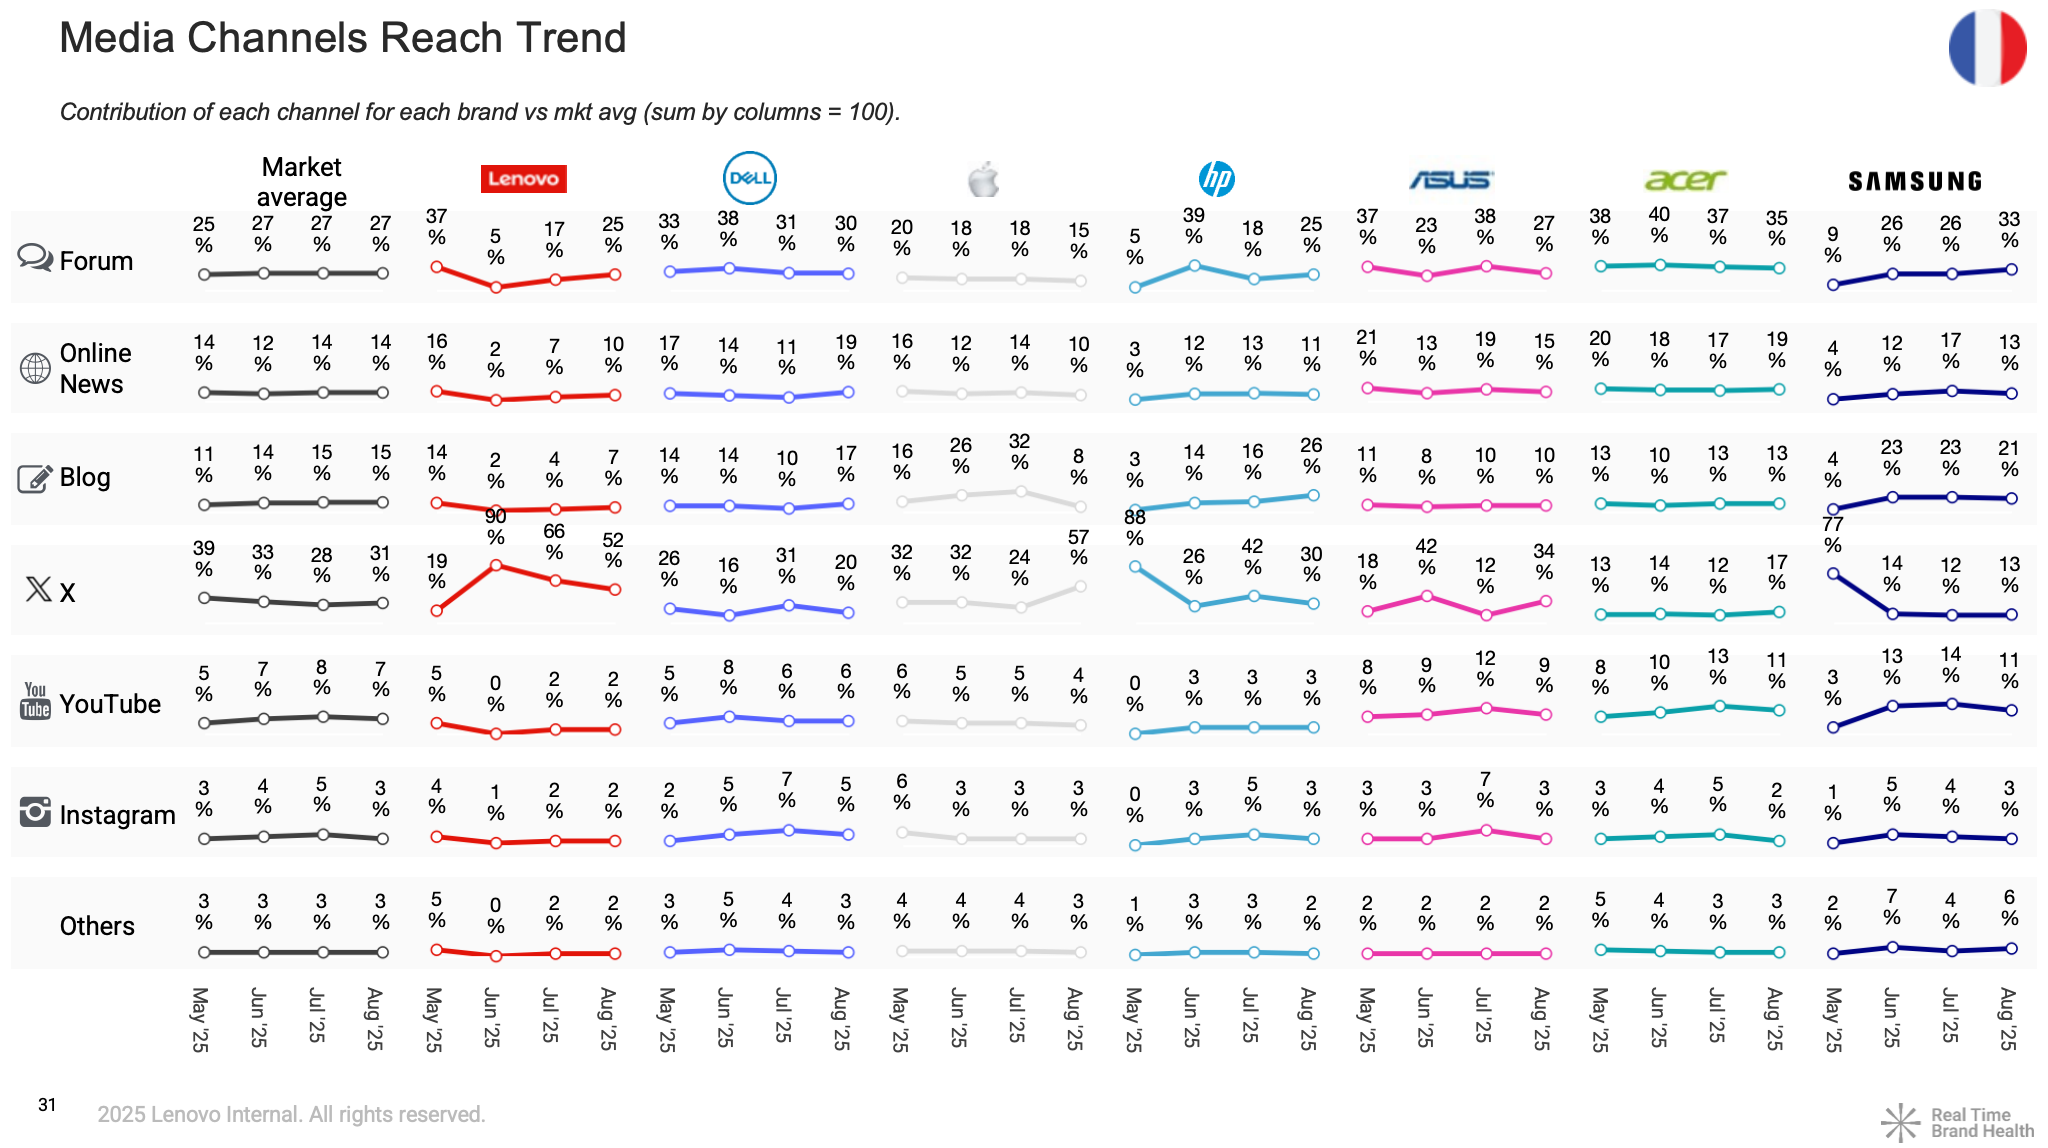 Media Channels Reach Trend
Contribution of each channel for each brand vs mkt avg (sum by columns = 100).
Market
average
Lenovo
DELL
hp
ASUS
acer
SAMSUNG
Forum
25% 27% 27% 27% 37% 5% 17% 25% 33% 38% 31% 30% 20% 18% 18% 15% 5% 39% 18% 25% 37% 23% 38% 27% 38% 40% 37% 35% 9% 26% 26% 33%
Online
News
14% 12% 14% 14% 16% 2% 7% 10% 17% 14% 11% 19% 16% 12% 14% 10% 3% 12% 13% 11% 21% 13% 19% 15% 20% 18% 17% 19% 4% 12% 17% 13%
Blog
11% 14% 15% 15% 14% 2% 4% 7% 14% 14% 10% 17% 16% 26% 32% 8% 3% 14% 16% 26% 11% 8% 10% 10% 13% 10% 13% 13% 4% 23% 23% 21%
X
39% 33% 28% 31% 19% 90% 66% 52% 26% 16% 31% 20% 32% 32% 24% 57% 88% 26% 42% 30% 18% 42% 12% 34% 13% 14% 12% 17% 77% 14% 12% 13%
You
Tube
YouTube
5% 7% 8% 7% 5% 0% 2% 2% 5% 8% 6% 6% 6% 5% 5% 4% 0% 3% 3% 3% 8% 9% 12% 9% 8% 10% 13% 11% 3% 13% 14% 11%
Instagram
3% 4% 5% 3% 4% 1% 2% 2% 2% 5% 7% 5% 6% 3% 3% 3% 0% 3% 5% 3% 3% 3% 7% 3% 3% 4% 5% 2% 1% 5% 4% 3%
Others
3% 3% 3% 3% 5% 0% 2% 2% 3% 5% 4% 3% 4% 4% 4% 3% 1% 3% 3% 2% 2% 2% 2% 2% 5% 4% 3% 3% 2% 7% 4% 6%
May '25 Jun '25 Jul '25 Aug '25 May '25 Jun '25 Jul '25 Aug '25 May '25 Jun '25 Jul '25 Aug '25 May '25 Jun '25 Jul '25 Aug '25 May '25 Jun '25 Jul '25 Aug '25 May '25 Jun '25 Jul '25 Aug '25 May '25 Jun '25 Jul '25 Aug '25 May '25 Jun '25 Jul '25 Aug '25
31
2025 Lenovo Internal. All rights reserved.
Real Time
Brand Health